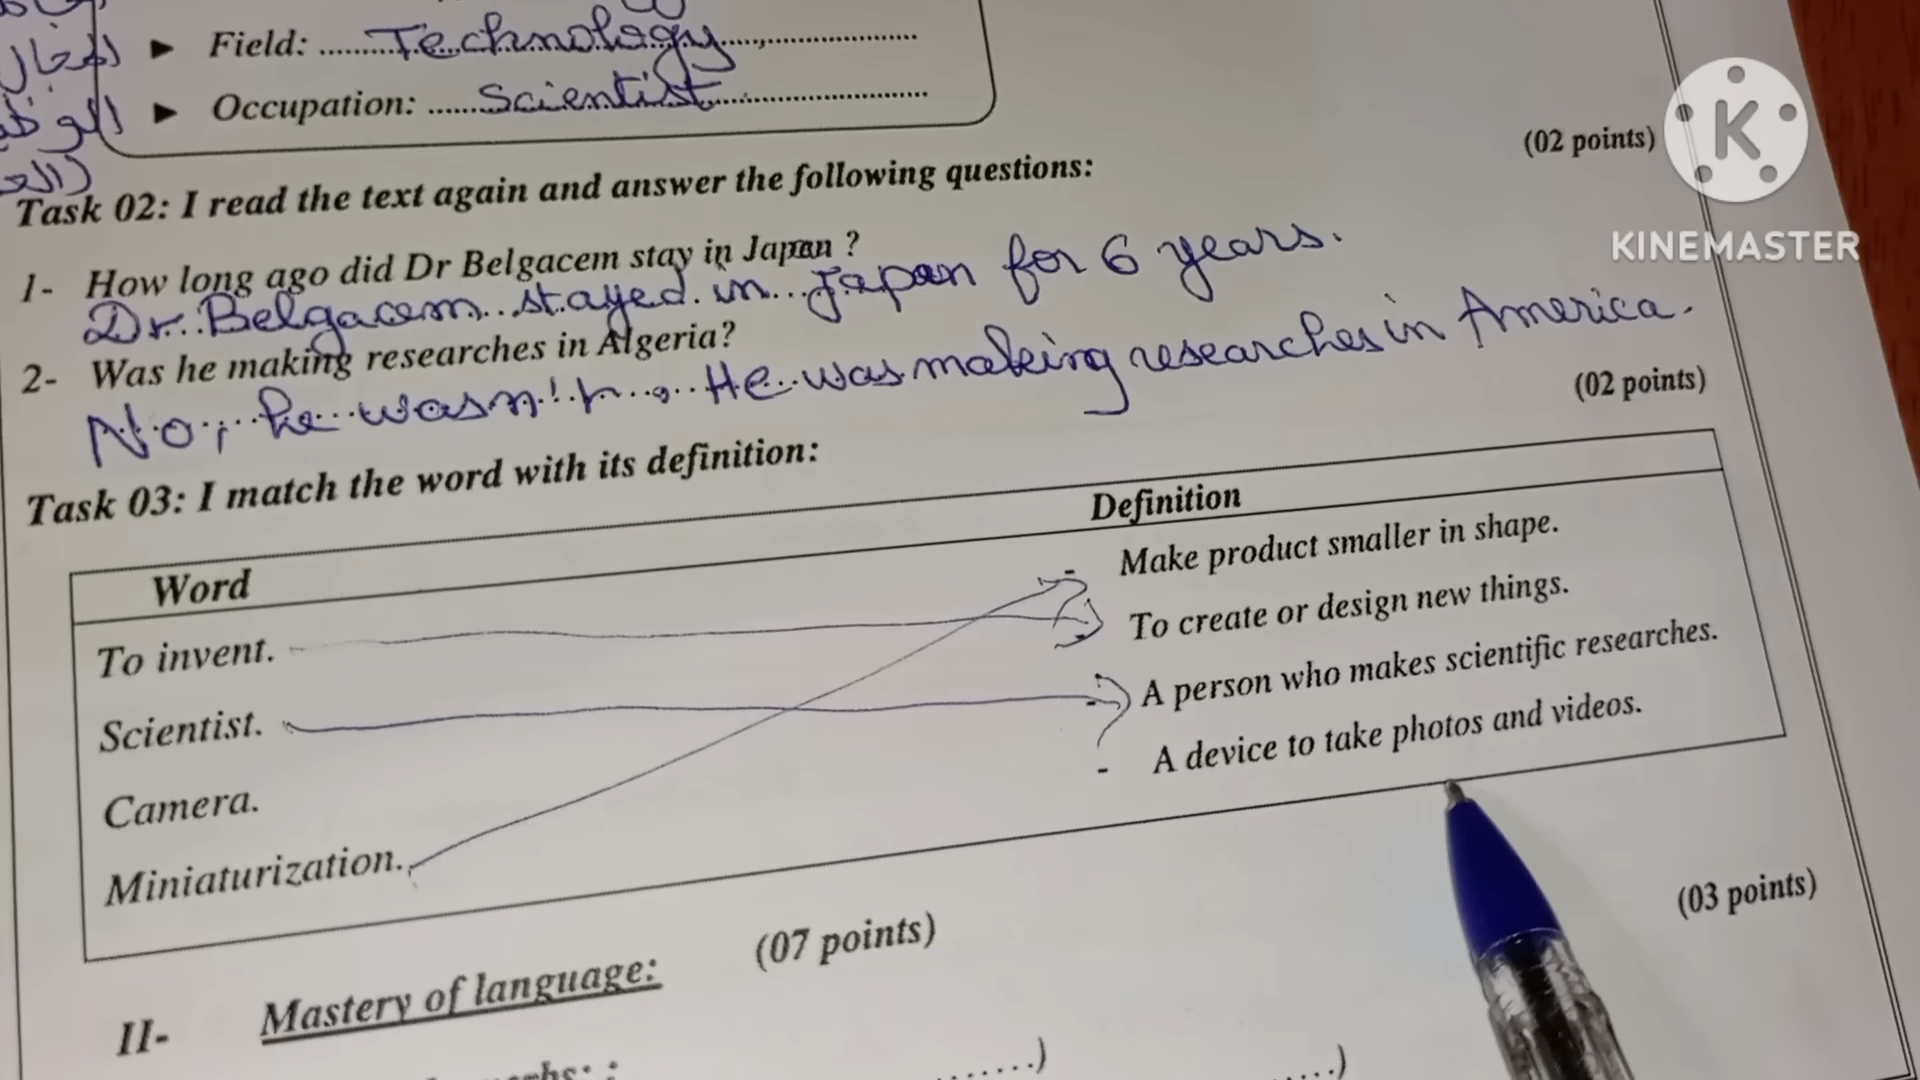 المجال ► Field: ......Technology......
► Occupation: ......Scientist......
(02 points)
Task 02: I read the text again and answer the following questions:
1- How long ago did Dr Belgacem stay in Japan ?
Dr. Belgacem stayed in Japan for 6 years.
2- Was he making researches in Algeria?
No, he wasn't. He was making researches in America.
(02 points)
Task 03: I match the word with its definition:
Word Definition
To invent. - Make product smaller in shape.
Scientist. - To create or design new things.
Camera. - A person who makes scientific researches.
Miniaturization. - A device to take photos and videos.
(03 points)
II- Mastery of language: (07 points)
K
KINEMASTER